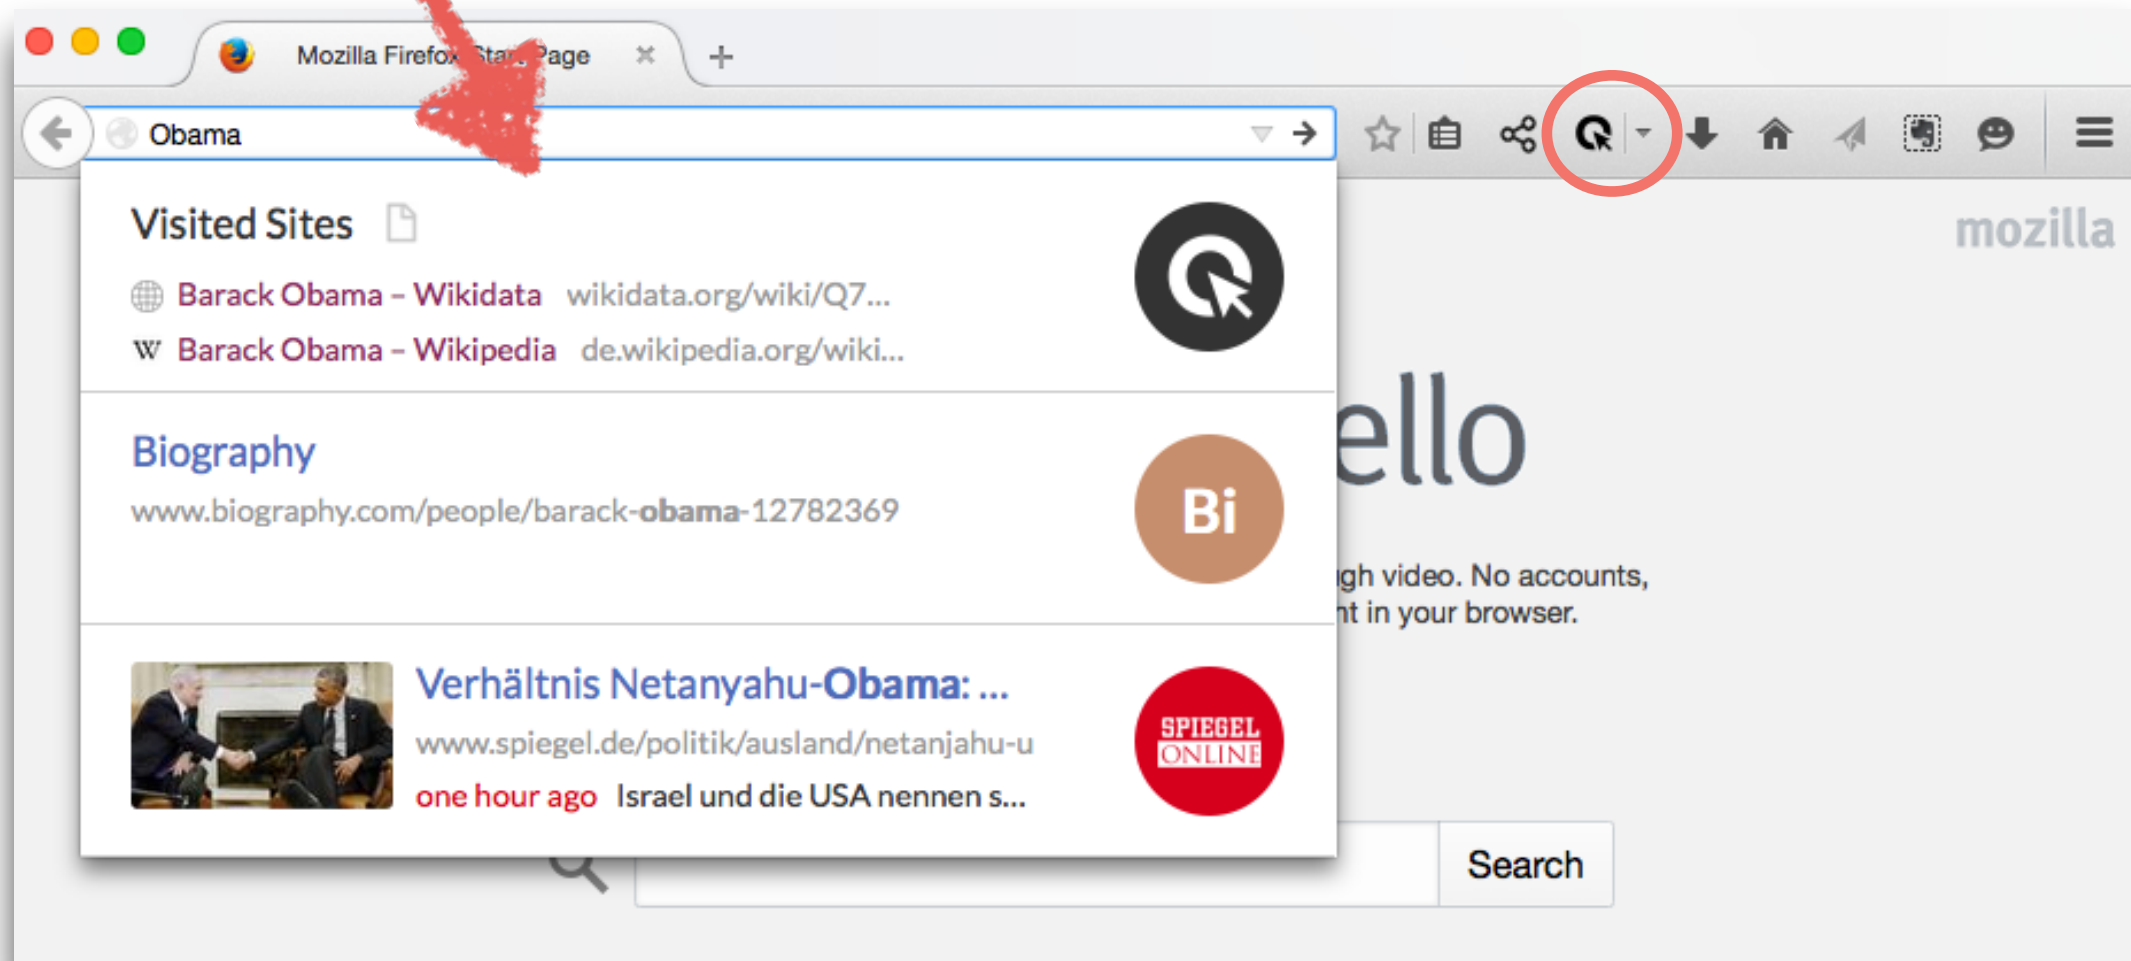 Mozilla Firefox Start Page
Obama
mozilla
Visited Sites
Barack Obama – Wikidata wikidata.org/wiki/Q7...
W Barack Obama – Wikipedia de.wikipedia.org/wiki...
ello
Biography
www.biography.com/people/barack-obama-12782369
Bi
gh video. No accounts,
nt in your browser.
Verhältnis Netanyahu-Obama: ...
www.spiegel.de/politik/ausland/netanjahu-u
one hour ago Israel und die USA nennen s...
SPIEGEL
ONLINE
Search